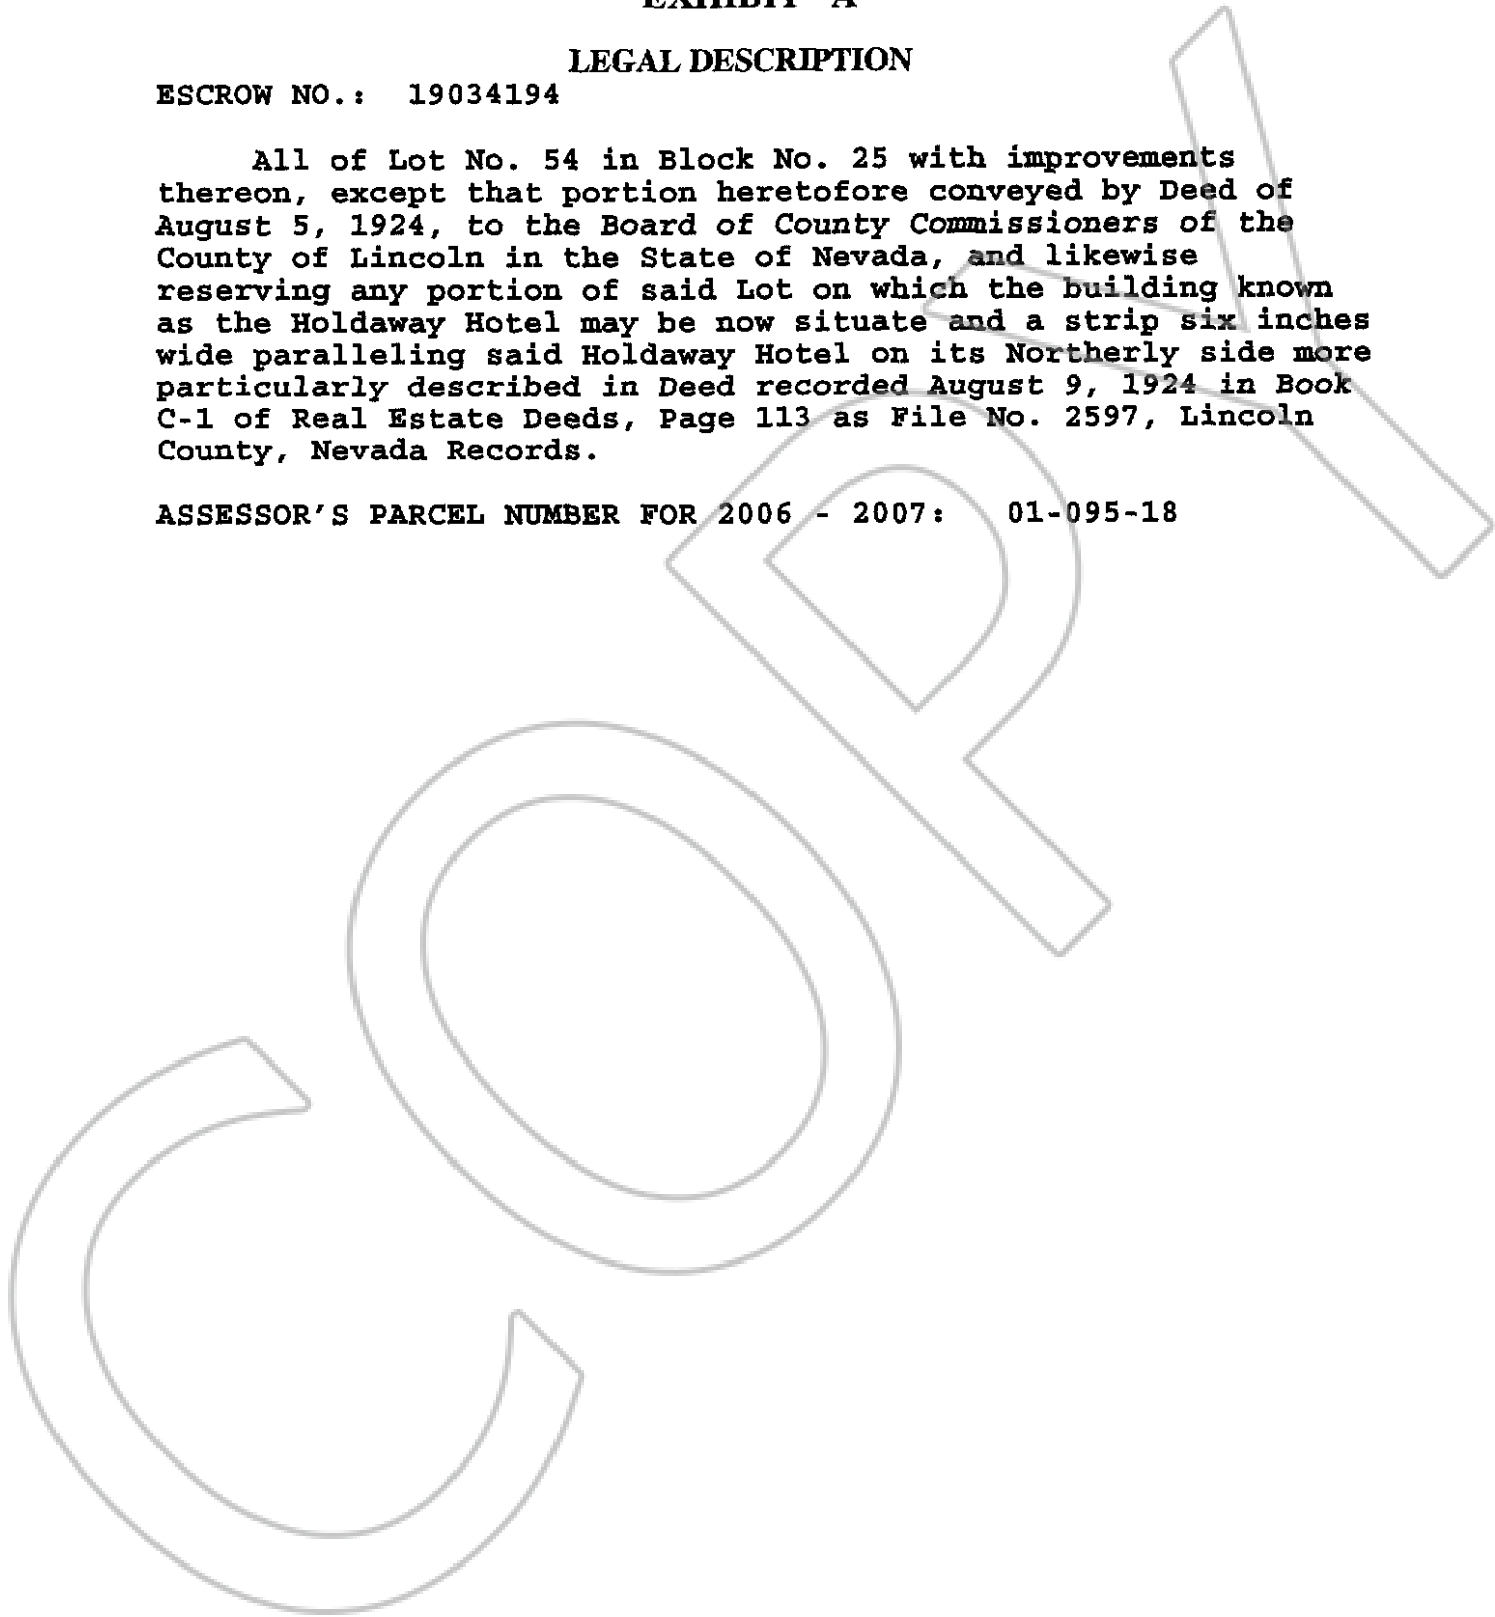 EXHIBIT "A"
LEGAL DESCRIPTION
ESCROW NO.: 19034194
All of Lot No. 54 in Block No. 25 with improvements
thereon, except that portion heretofore conveyed by Deed of
August 5, 1924, to the Board of County Commissioners of the
County of Lincoln in the State of Nevada, and likewise
reserving any portion of said Lot on which the building known
as the Holdaway Hotel may be now situate and a strip six inches
wide paralleling said Holdaway Hotel on its Northerly side more
particularly described in Deed recorded August 9, 1924 in Book
C-1 of Real Estate Deeds, Page 113 as File No. 2597, Lincoln
County, Nevada Records.
ASSESSOR'S PARCEL NUMBER FOR 2006 - 2007: 01-095-18
COPY